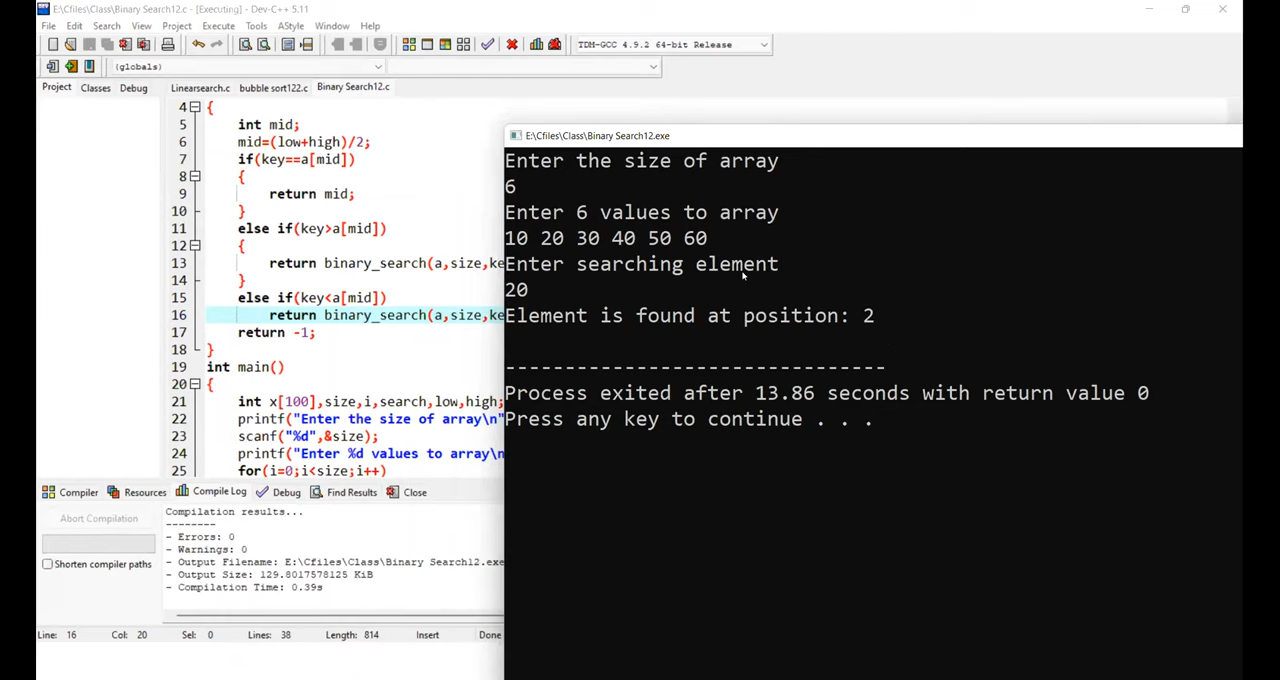 E:\Cfiles\Class\Binary Search12.c - [Executing] - Dev-C++ 5.11
File Edit Search View Project Execute Tools AStyle Window Help
TDM-GCC 4.9.2 64-bit Release
(globals)
Project Classes Debug
Linearsearch.c bubble sort122.c Binary Search12.c
4 {
5 int mid;
6 mid=(low+high)/2;
7 if(key==a[mid])
8 {
9 return mid;
10 }
11 else if(key>a[mid])
12 {
13 return binary_search(a,size,ke
14 }
15 else if(key<a[mid])
16 return binary_search(a,size,ke
17 return -1;
18 }
19 int main()
20 {
21 int x[100],size,i,search,low,high;
22 printf("Enter the size of array\n"
23 scanf("%d",&size);
24 printf("Enter %d values to array\n
25 for(i=0;i<size;i++)
E:\Cfiles\Class\Binary Search12.exe
Enter the size of array
6
Enter 6 values to array
10 20 30 40 50 60
Enter searching element
20
Element is found at position: 2
--------------------------------
Process exited after 13.86 seconds with return value 0
Press any key to continue . . .
Compiler Resources Compile Log Debug Find Results Close
Abort Compilation
Shorten compiler paths
Compilation results...
--------
- Errors: 0
- Warnings: 0
- Output Filename: E:\Cfiles\Class\Binary Search12.exe
- Output Size: 129.8017578125 KiB
- Compilation Time: 0.39s
Line: 16 Col: 20 Sel: 0 Lines: 38 Length: 814 Insert Done